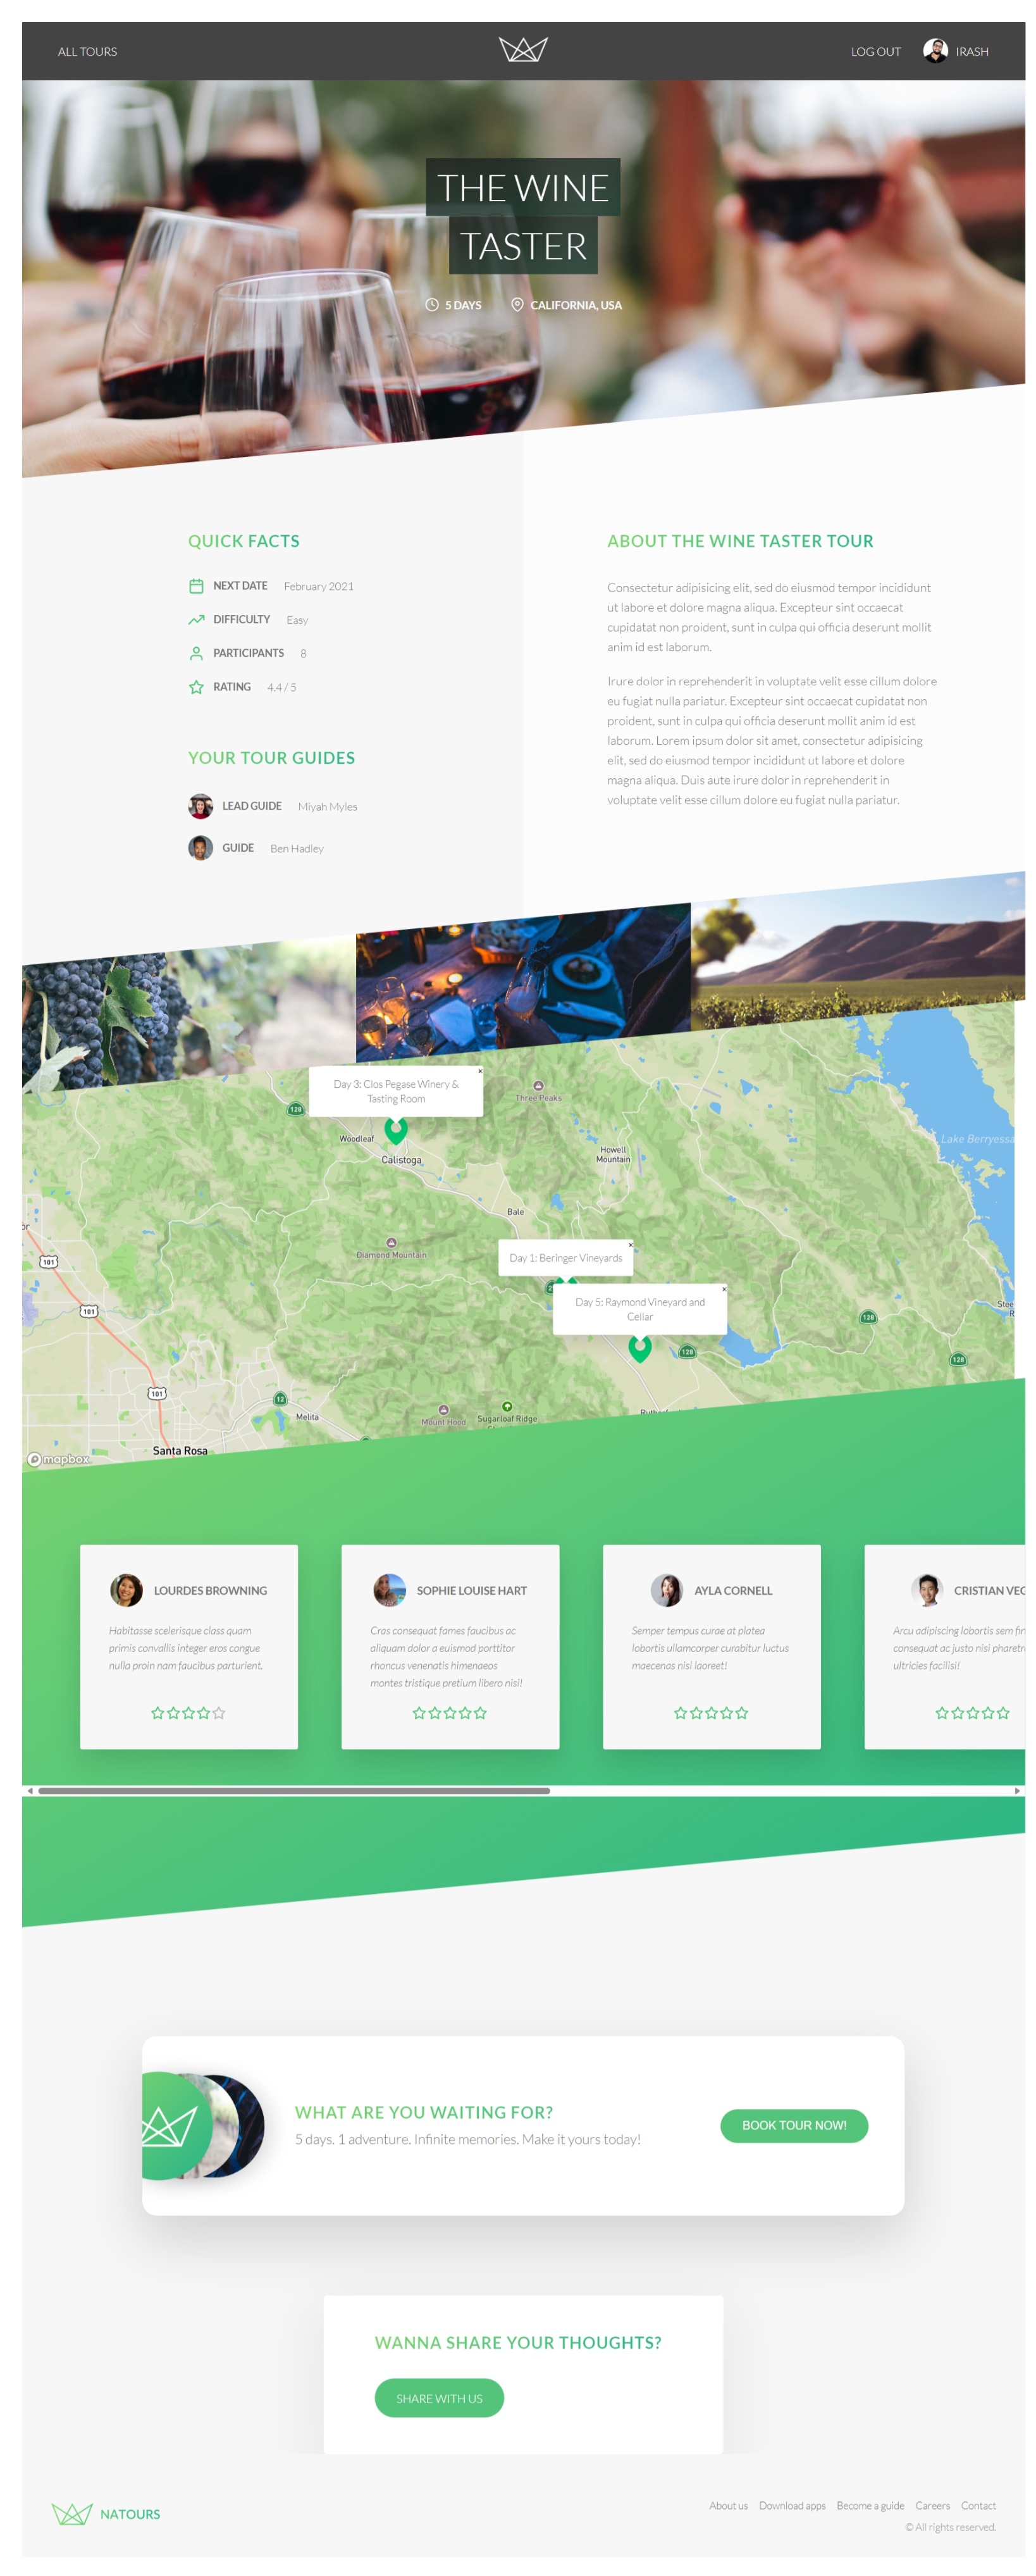 ALL TOURS
LOG OUT
IRASH
THE WINE
TASTER
5 DAYS
CALIFORNIA, USA
QUICK FACTS
NEXT DATE February 2021
DIFFICULTY Easy
PARTICIPANTS 8
RATING 4.4 / 5
YOUR TOUR GUIDES
LEAD GUIDE Miyah Myles
GUIDE Ben Hadley
ABOUT THE WINE TASTER TOUR
Consectetur adipisicing elit, sed do eiusmod tempor incididunt
ut labore et dolore magna aliqua. Excepteur sint occaecat
cupidatat non proident, sunt in culpa qui officia deserunt mollit
anim id est laborum.
Irure dolor in reprehenderit in voluptate velit esse cillum dolore
eu fugiat nulla pariatur. Excepteur sint occaecat cupidatat non
proident, sunt in culpa qui officia deserunt mollit anim id est
laborum. Lorem ipsum dolor sit amet, consectetur adipisicing
elit, sed do eiusmod tempor incididunt ut labore et dolore
magna aliqua. Duis aute irure dolor in reprehenderit in
voluptate velit esse cillum dolore eu fugiat nulla pariatur.
×
Day 3: Clos Pegase Winery &
Tasting Room
128
Three Peaks
Woodleaf
Calistoga
Howell
Mountain
Lake Berryessa
Bale
Diamond Mountain
101
×
Day 1: Beringer Vineyards
×
Day 5: Raymond Vineyard and
Cellar
101
128
128
128
101
12
Melita
Mount Hood
Sugarloaf Ridge
Santa Rosa
mapbox
LOURDES BROWNING
Habitasse scelerisque class quam
primis convallis integer eros congue
nulla proin nam faucibus parturient.
SOPHIE LOUISE HART
Cras consequat fames faucibus ac
aliquam dolor a euismod porttitor
rhoncus venenatis himenaeos
montes tristique pretium libero nisi!
AYLA CORNELL
Semper tempus curae at platea
lobortis ullamcorper curabitur luctus
maecenas nisl laoreet!
CRISTIAN VEG
Arcu adipiscing lobortis sem fin
consequat ac justo nisi pharetr
ultricies facilisi!
WHAT ARE YOU WAITING FOR?
5 days. 1 adventure. Infinite memories. Make it yours today!
BOOK TOUR NOW!
WANNA SHARE YOUR THOUGHTS?
SHARE WITH US
NATOURS
About us Download apps Become a guide Careers Contact
© All rights reserved.